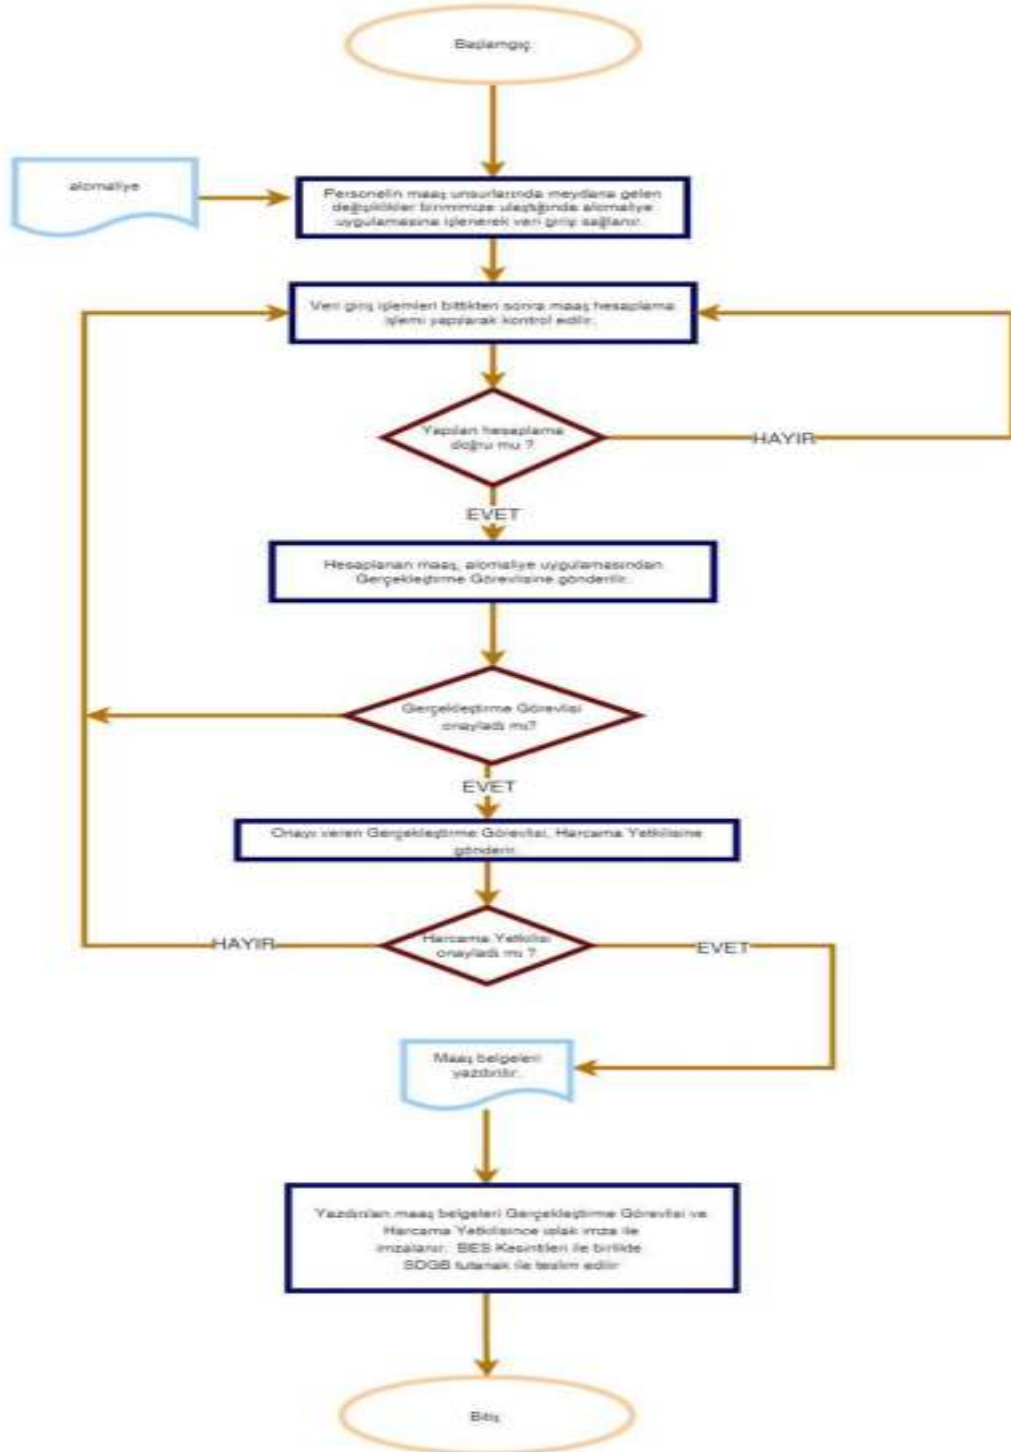 Başlangıç
alomaliye
Personelin maaş unsurlarında meydana gelen
değişiklikler birimimize ulaştığında alomaliye
uygulamasına işlenerek veri girişi sağlanır.
Veri giriş işlemleri bittikten sonra maaş hesaplama
işlemi yapılarak kontrol edilir.
Yapılan hesaplama
doğru mu ?
HAYIR
EVET
Hesaplanan maaş, alomaliye uygulamasından
Gerçekleştirme Görevlisine gönderilir.
Gerçekleştirme Görevlisi
onayladı mı?
EVET
Onayı veren Gerçekleştirme Görevlisi, Harcama Yetkilisine
gönderir.
HAYIR
Harcama Yetkilisi
onayladı mı ?
EVET
Maaş belgeleri
yazdırılır.
Yazdırılan maaş belgeleri Gerçekleştirme Görevlisi ve
Harcama Yetkilisince ıslak imza ile
imzalanır. BES Kesintileri ile birlikte
SDGB tutanak ile teslim edilir
Bitiş